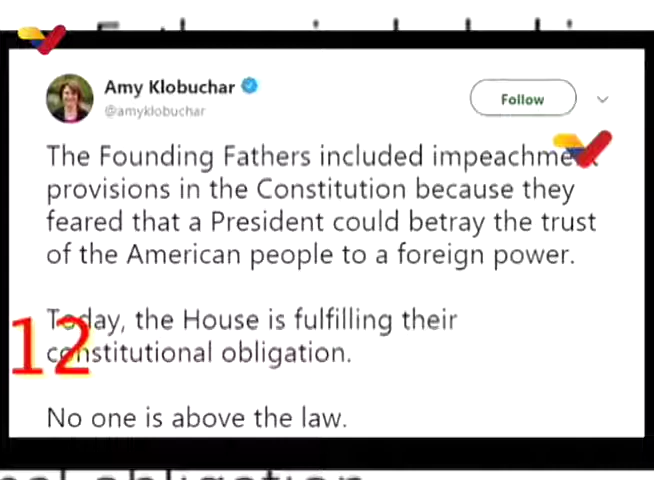 Amy Klobuchar
@amyklobuchar
Follow
The Founding Fathers included impeachment
provisions in the Constitution because they
feared that a President could betray the trust
of the American people to a foreign power.
Today, the House is fulfilling their
12
constitutional obligation.
No one is above the law.
obligation